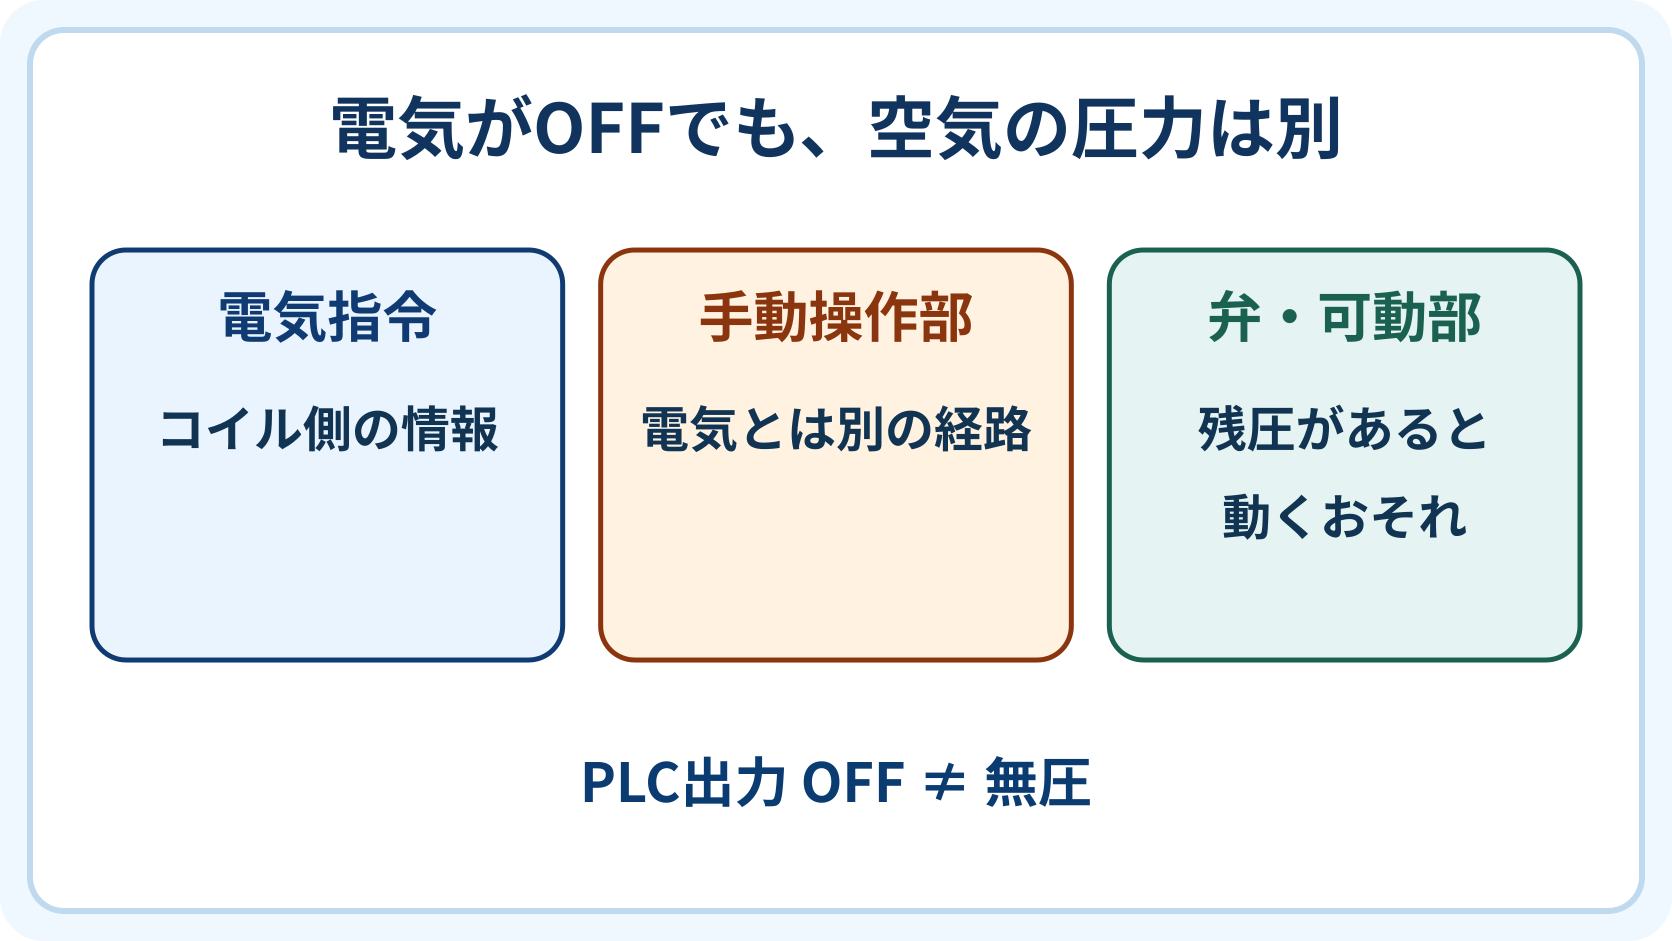 電気がOFFでも、空気の圧力は別
電気指令
コイル側の情報
手動操作部
電気とは別の経路
弁・可動部
残圧があると
動くおそれ
PLC出力 OFF ≠ 無圧